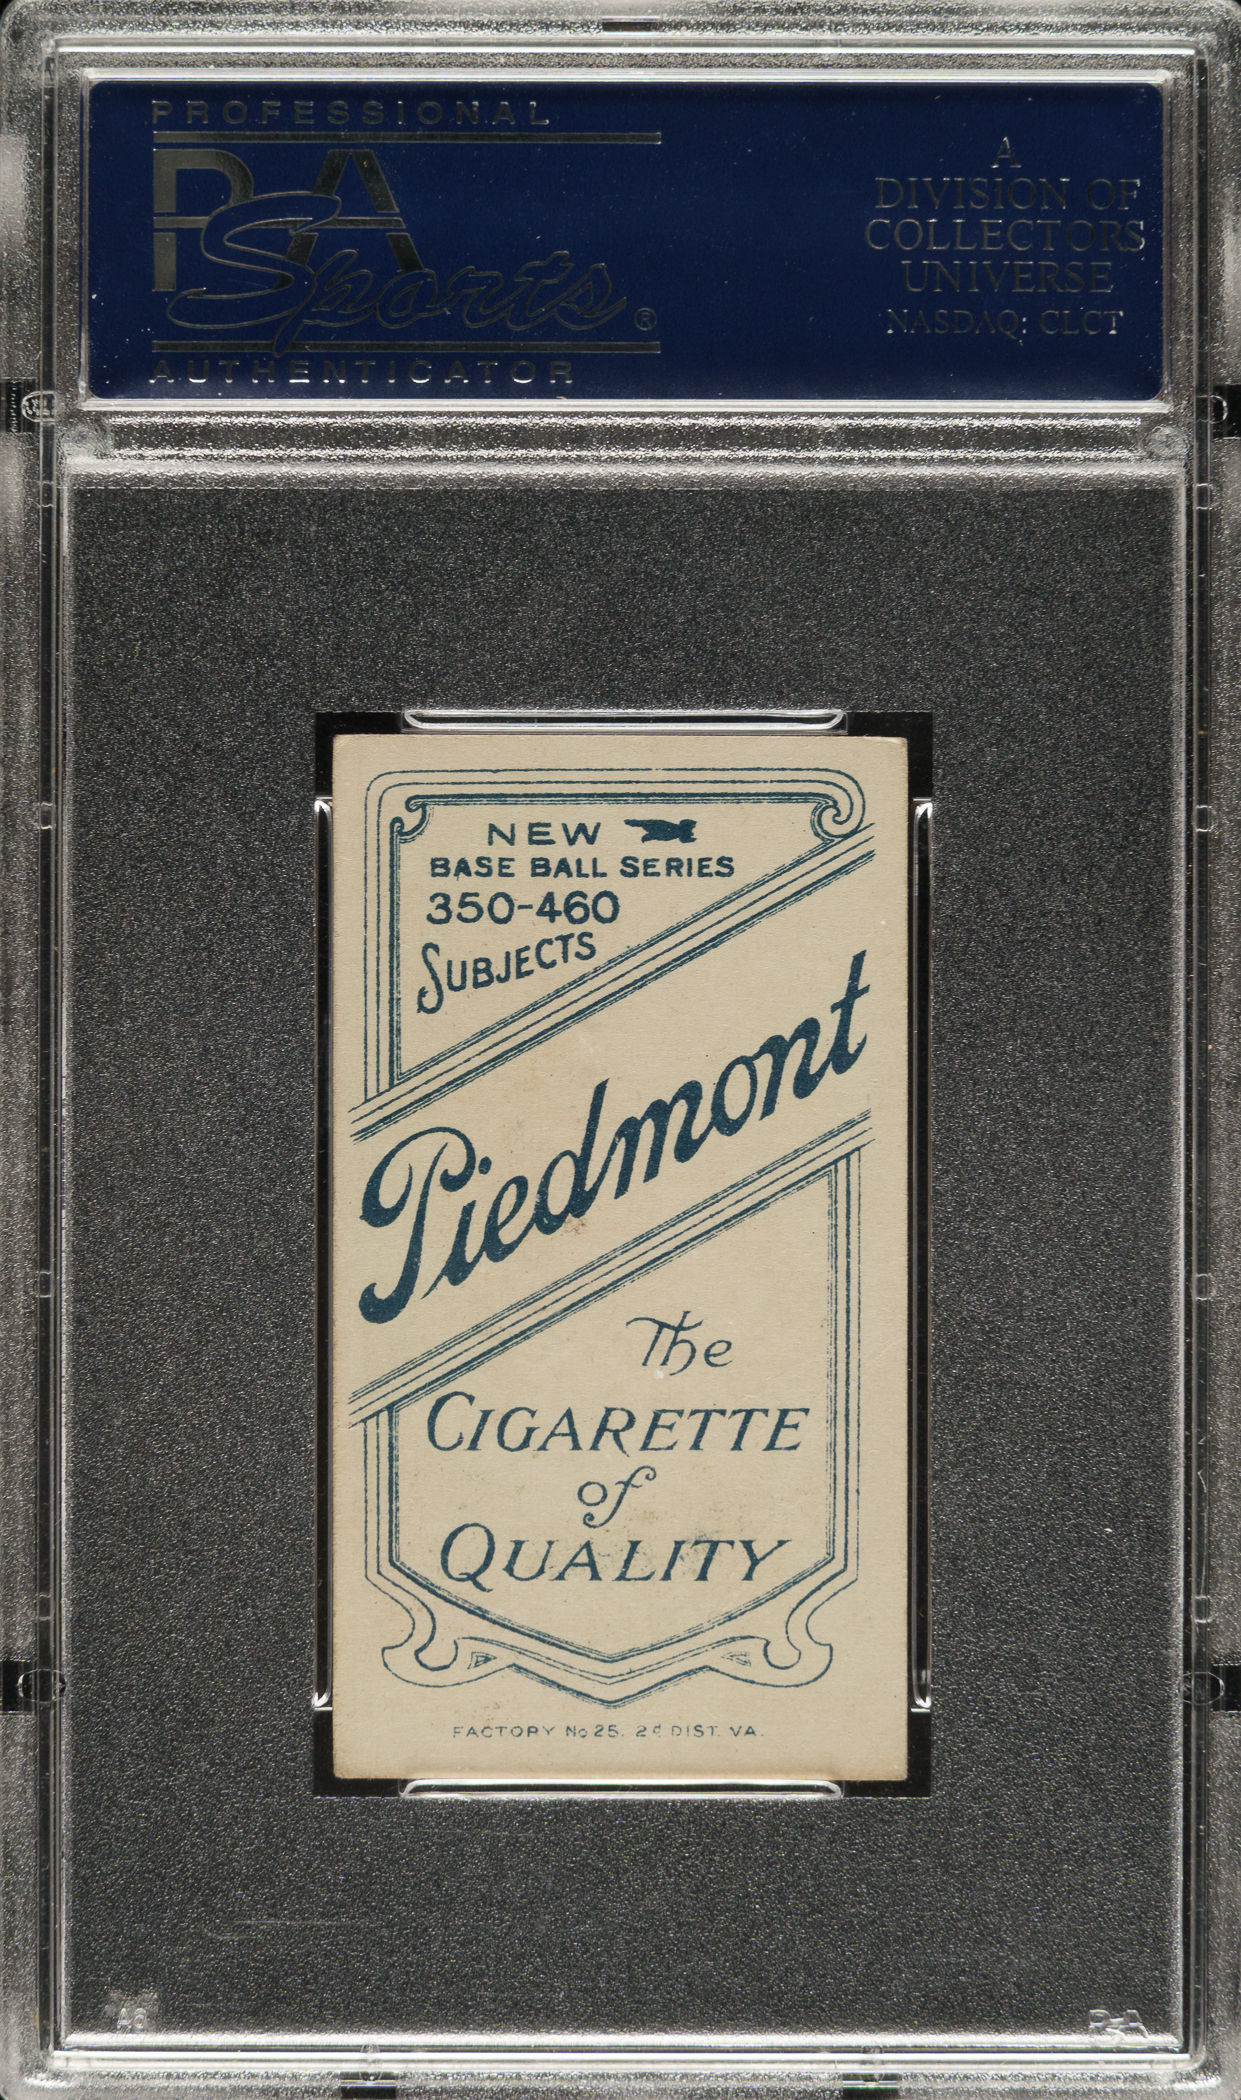 PROFESSIONAL
PSA
Sports®
AUTHENTICATOR
A
DIVISION OF
COLLECTORS
UNIVERSE
NASDAQ: CLCT
NEW
BASE BALL SERIES
350-460
SUBJECTS
Piedmont
The
CIGARETTE
of
QUALITY
FACTORY No 25. 2d DIST. VA.
PSA